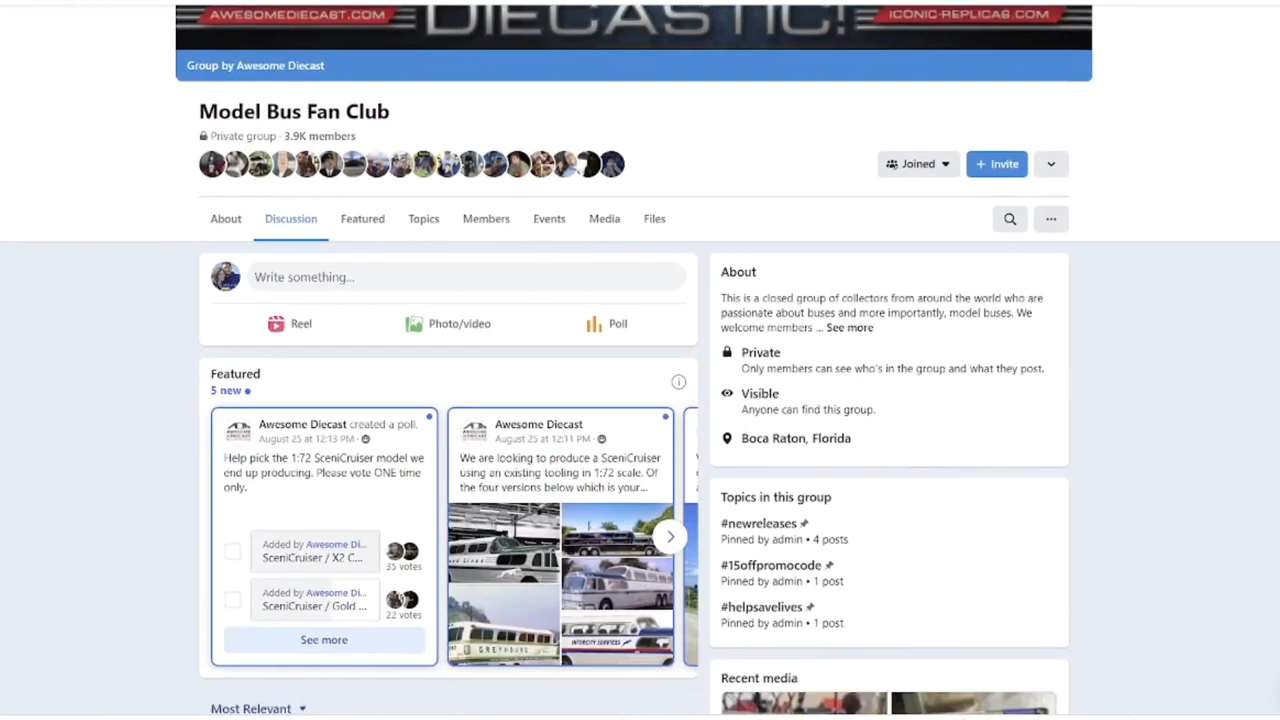 AWESOMEDIECAST.COM
DIECASTIC!
ICONIC-REPLICAS.COM
Group by Awesome Diecast
Model Bus Fan Club
Private group · 3.9K members
Joined
+ Invite
About
Discussion
Featured
Topics
Members
Events
Media
Files
Write something...
Reel
Photo/video
Poll
Featured
5 new
Awesome Diecast created a poll.
August 25 at 12:13 PM ·
Help pick the 1:72 SceniCruiser model we
end up producing. Please vote ONE time
only.
Added by Awesome Di...
SceniCruiser / X2 C...
35 votes
Added by Awesome Di...
SceniCruiser / Gold ...
22 votes
See more
Awesome Diecast
August 25 at 12:11 PM ·
We are looking to produce a SceniCruiser
using an existing tooling in 1:72 scale. Of
the four versions below which is your...
GREYHOUND
INTERCITY SERVICES
Most Relevant
About
This is a closed group of collectors from around the world who are
passionate about buses and more importantly, model buses. We
welcome members ... See more
Private
Only members can see who's in the group and what they post.
Visible
Anyone can find this group.
Boca Raton, Florida
Topics in this group
#newreleases
Pinned by admin • 4 posts
#15offpromocode
Pinned by admin • 1 post
#helpsavelives
Pinned by admin • 1 post
Recent media